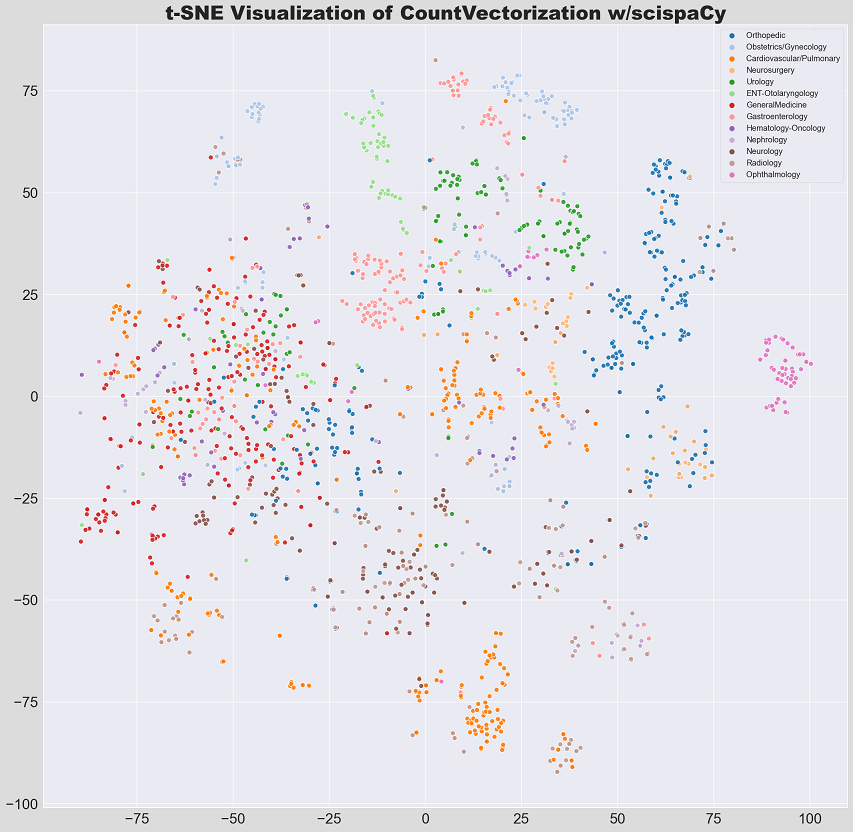 t-SNE Visualization of CountVectorization w/scispaCy
Orthopedic
Obstetrics/Gynecology
Cardiovascular/Pulmonary
Neurosurgery
Urology
ENT-Otolaryngology
GeneralMedicine
Gastroenterology
Hematology-Oncology
Nephrology
Neurology
Radiology
Ophthalmology
75
50
25
0
−25
−50
−75
−100
−75
−50
−25
0
25
50
75
100